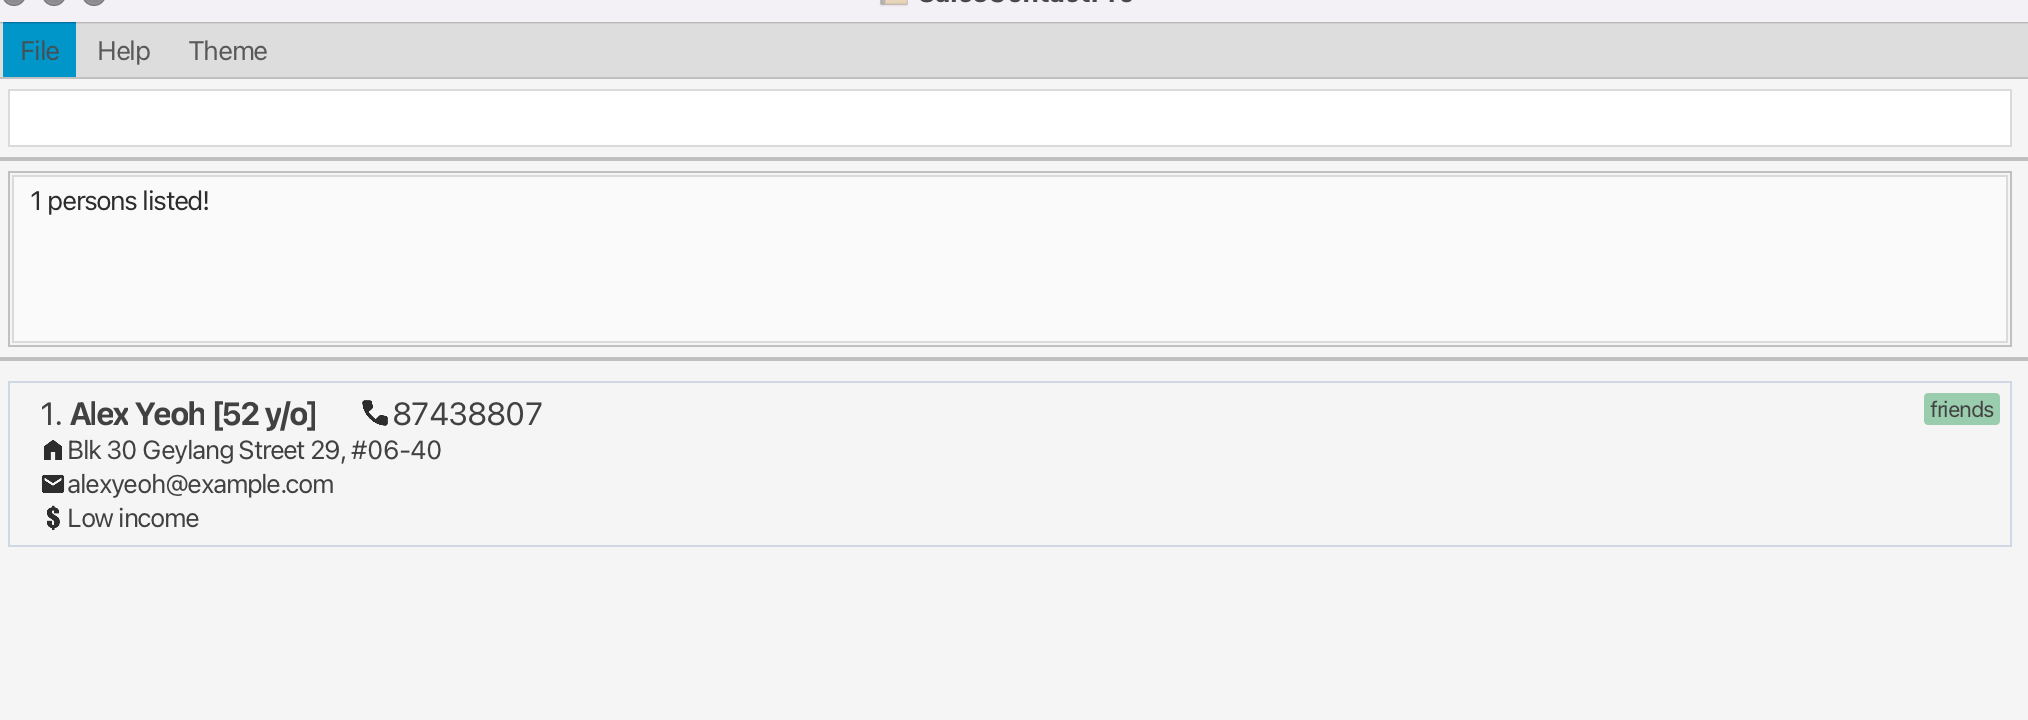 SalesContactPro
File Help Theme
1 persons listed!
1. Alex Yeoh [52 y/o] 87438807 friends
Blk 30 Geylang Street 29, #06-40
alexyeoh@example.com
Low income